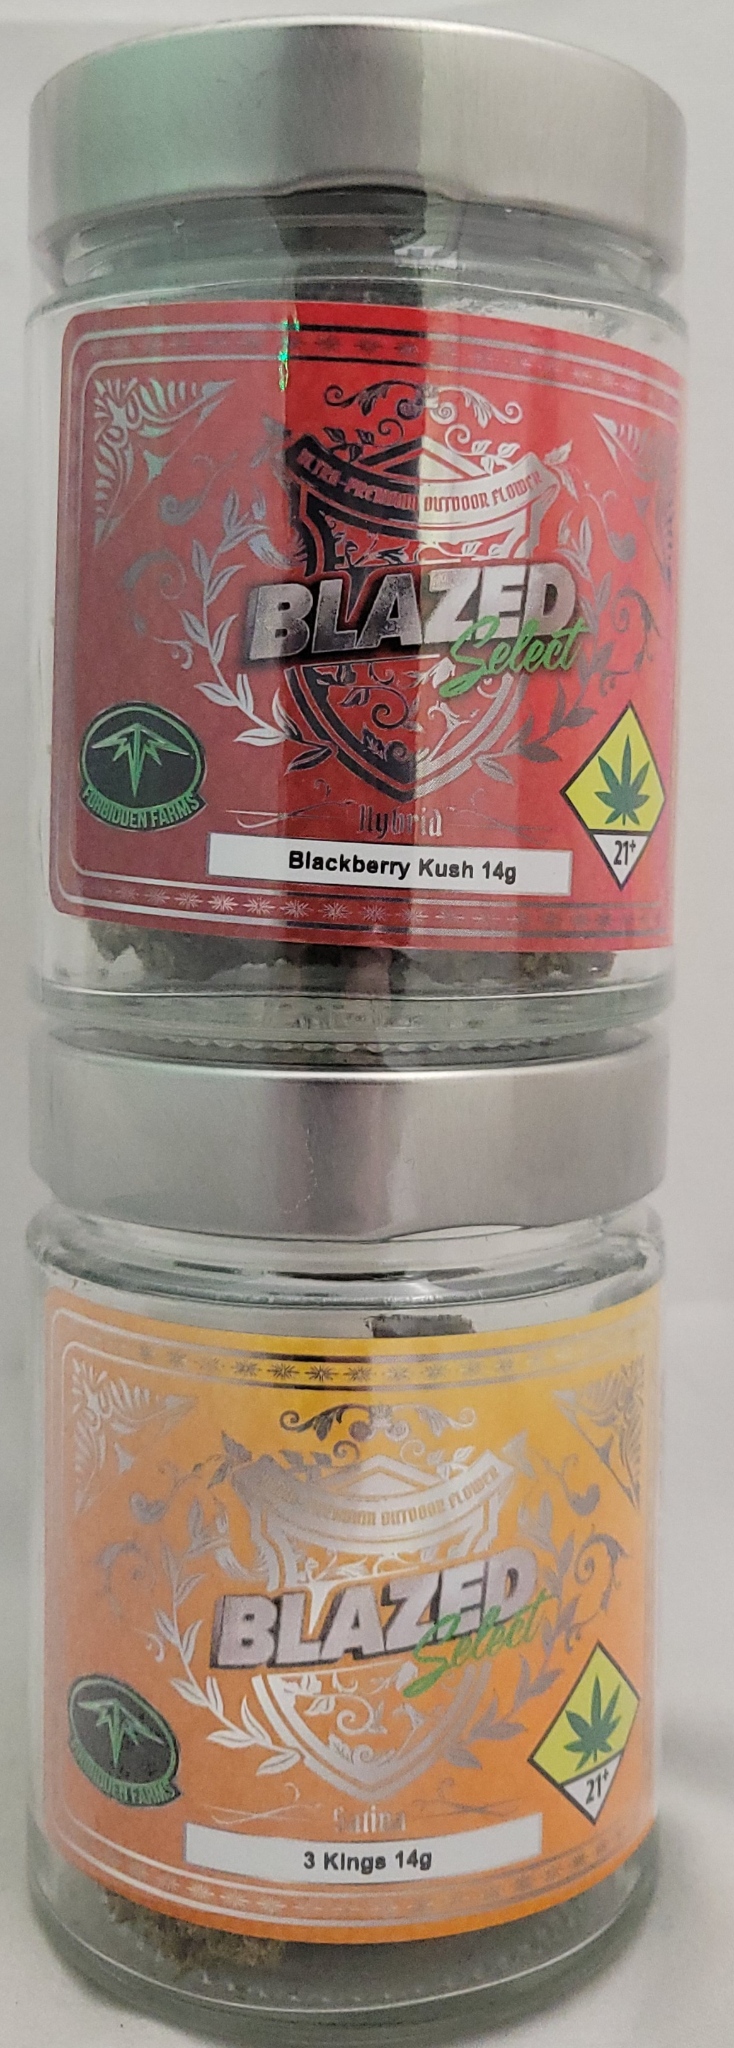 ULTRA-PREMIUM OUTDOOR FLOWER
BLAZED
Select
FORBIDDEN FARMS
21+
Hybrid
Blackberry Kush 14g
PREMIUM OUTDOOR FLOWER
BLAZED
Select
FORBIDDEN FARMS
21+
Sativa
3 Kings 14g